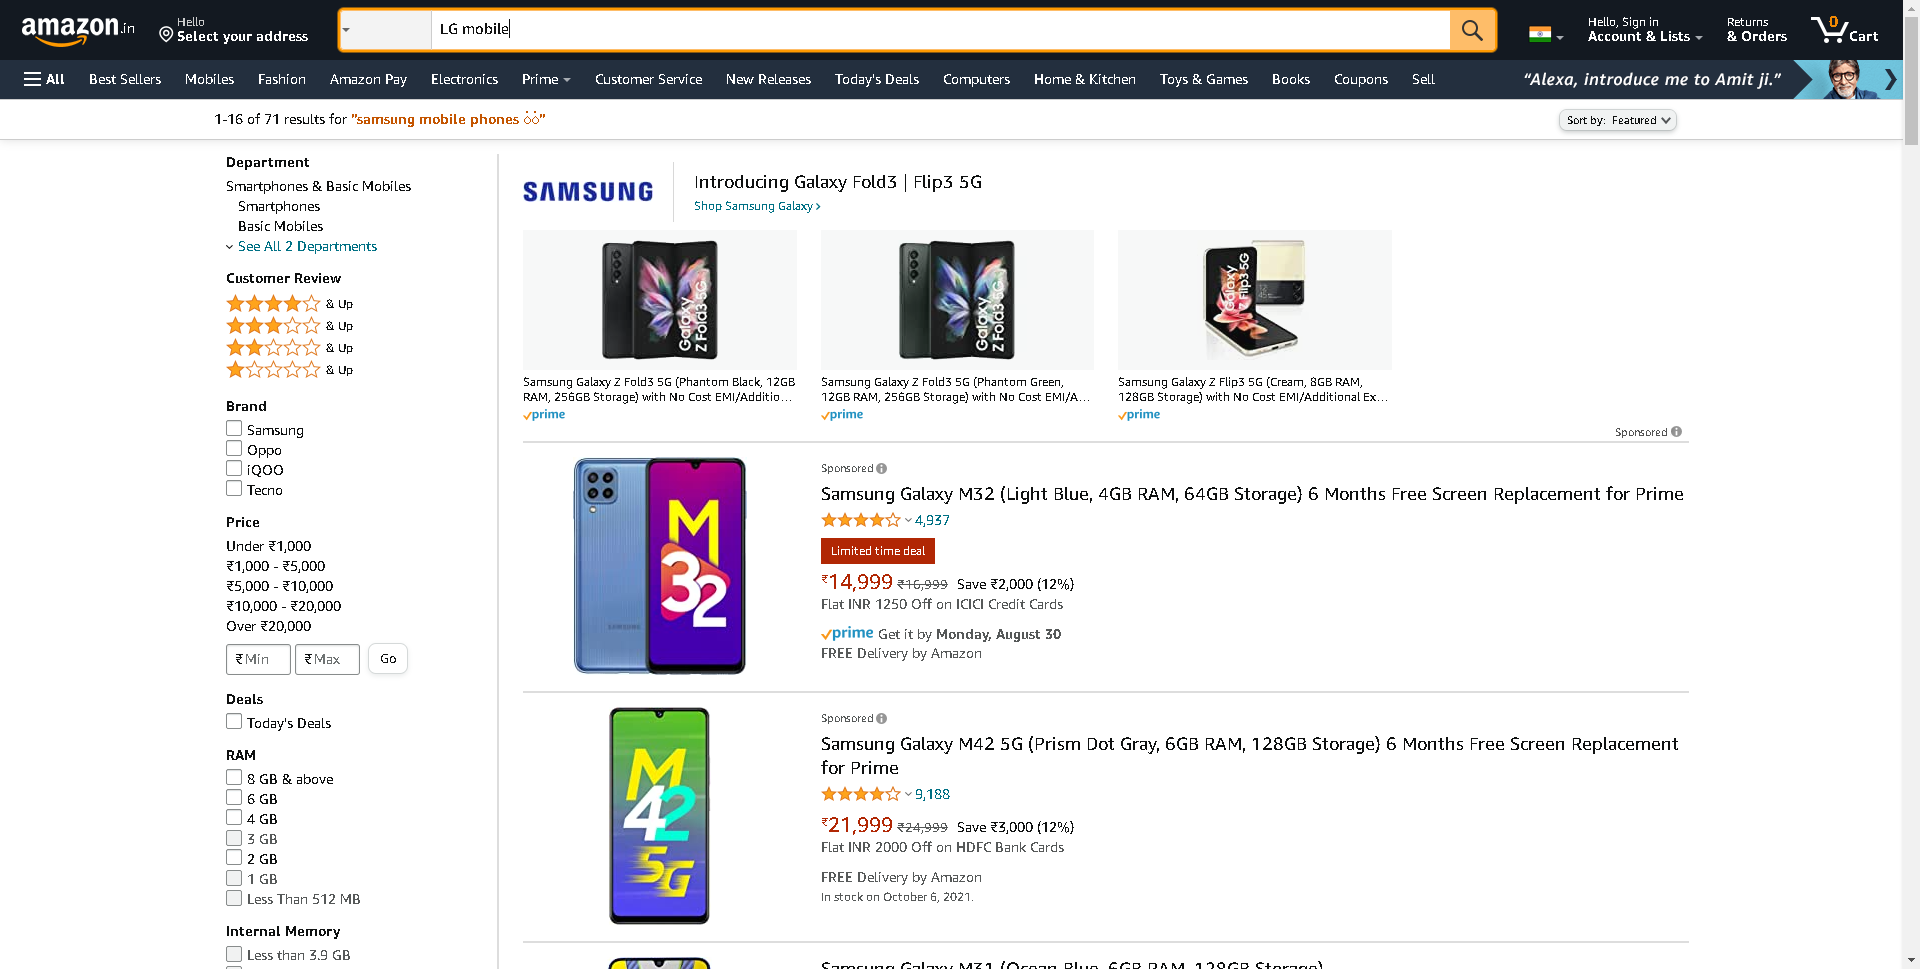 amazon.in
Hello
Select your address
LG mobile
Hello, Sign in
Account & Lists
Returns
& Orders
0
Cart
All
Best Sellers
Mobiles
Fashion
Amazon Pay
Electronics
Prime
Customer Service
New Releases
Today's Deals
Computers
Home & Kitchen
Toys & Games
Books
Coupons
Sell
“Alexa, introduce me to Amit ji.”
1-16 of 71 results for "samsung mobile phones ⍥⍥"
Sort by: Featured
Department
Smartphones & Basic Mobiles
Smartphones
Basic Mobiles
See All 2 Departments
Customer Review
& Up
& Up
& Up
& Up
Brand
Samsung
Oppo
iQOO
Tecno
Price
Under ₹1,000
₹1,000 - ₹5,000
₹5,000 - ₹10,000
₹10,000 - ₹20,000
Over ₹20,000
₹ Min
₹ Max
Go
Deals
Today's Deals
RAM
8 GB & above
6 GB
4 GB
3 GB
2 GB
1 GB
Less Than 512 MB
Internal Memory
Less than 3.9 GB
SAMSUNG
Introducing Galaxy Fold3 | Flip3 5G
Shop Samsung Galaxy ›
Galaxy
Z Fold3 5G
Galaxy
Z Fold3 5G
Galaxy
Z Flip3 5G
Samsung Galaxy Z Fold3 5G (Phantom Black, 12GB
RAM, 256GB Storage) with No Cost EMI/Additio…
prime
Samsung Galaxy Z Fold3 5G (Phantom Green,
12GB RAM, 256GB Storage) with No Cost EMI/A…
prime
Samsung Galaxy Z Flip3 5G (Cream, 8GB RAM,
128GB Storage) with No Cost EMI/Additional Ex…
prime
Sponsored
M
32
SAMSUNG
Sponsored
Samsung Galaxy M32 (Light Blue, 4GB RAM, 64GB Storage) 6 Months Free Screen Replacement for Prime
4,937
Limited time deal
₹14,999 ₹16,999 Save ₹2,000 (12%)
Flat INR 1250 Off on ICICI Credit Cards
prime Get it by Monday, August 30
FREE Delivery by Amazon
M
42
5G
Sponsored
Samsung Galaxy M42 5G (Prism Dot Gray, 6GB RAM, 128GB Storage) 6 Months Free Screen Replacement
for Prime
9,188
₹21,999 ₹24,999 Save ₹3,000 (12%)
Flat INR 2000 Off on HDFC Bank Cards
FREE Delivery by Amazon
In stock on October 6, 2021.
Samsung Galaxy M31 (Ocean Blue, 6GB RAM, 128GB Storage)